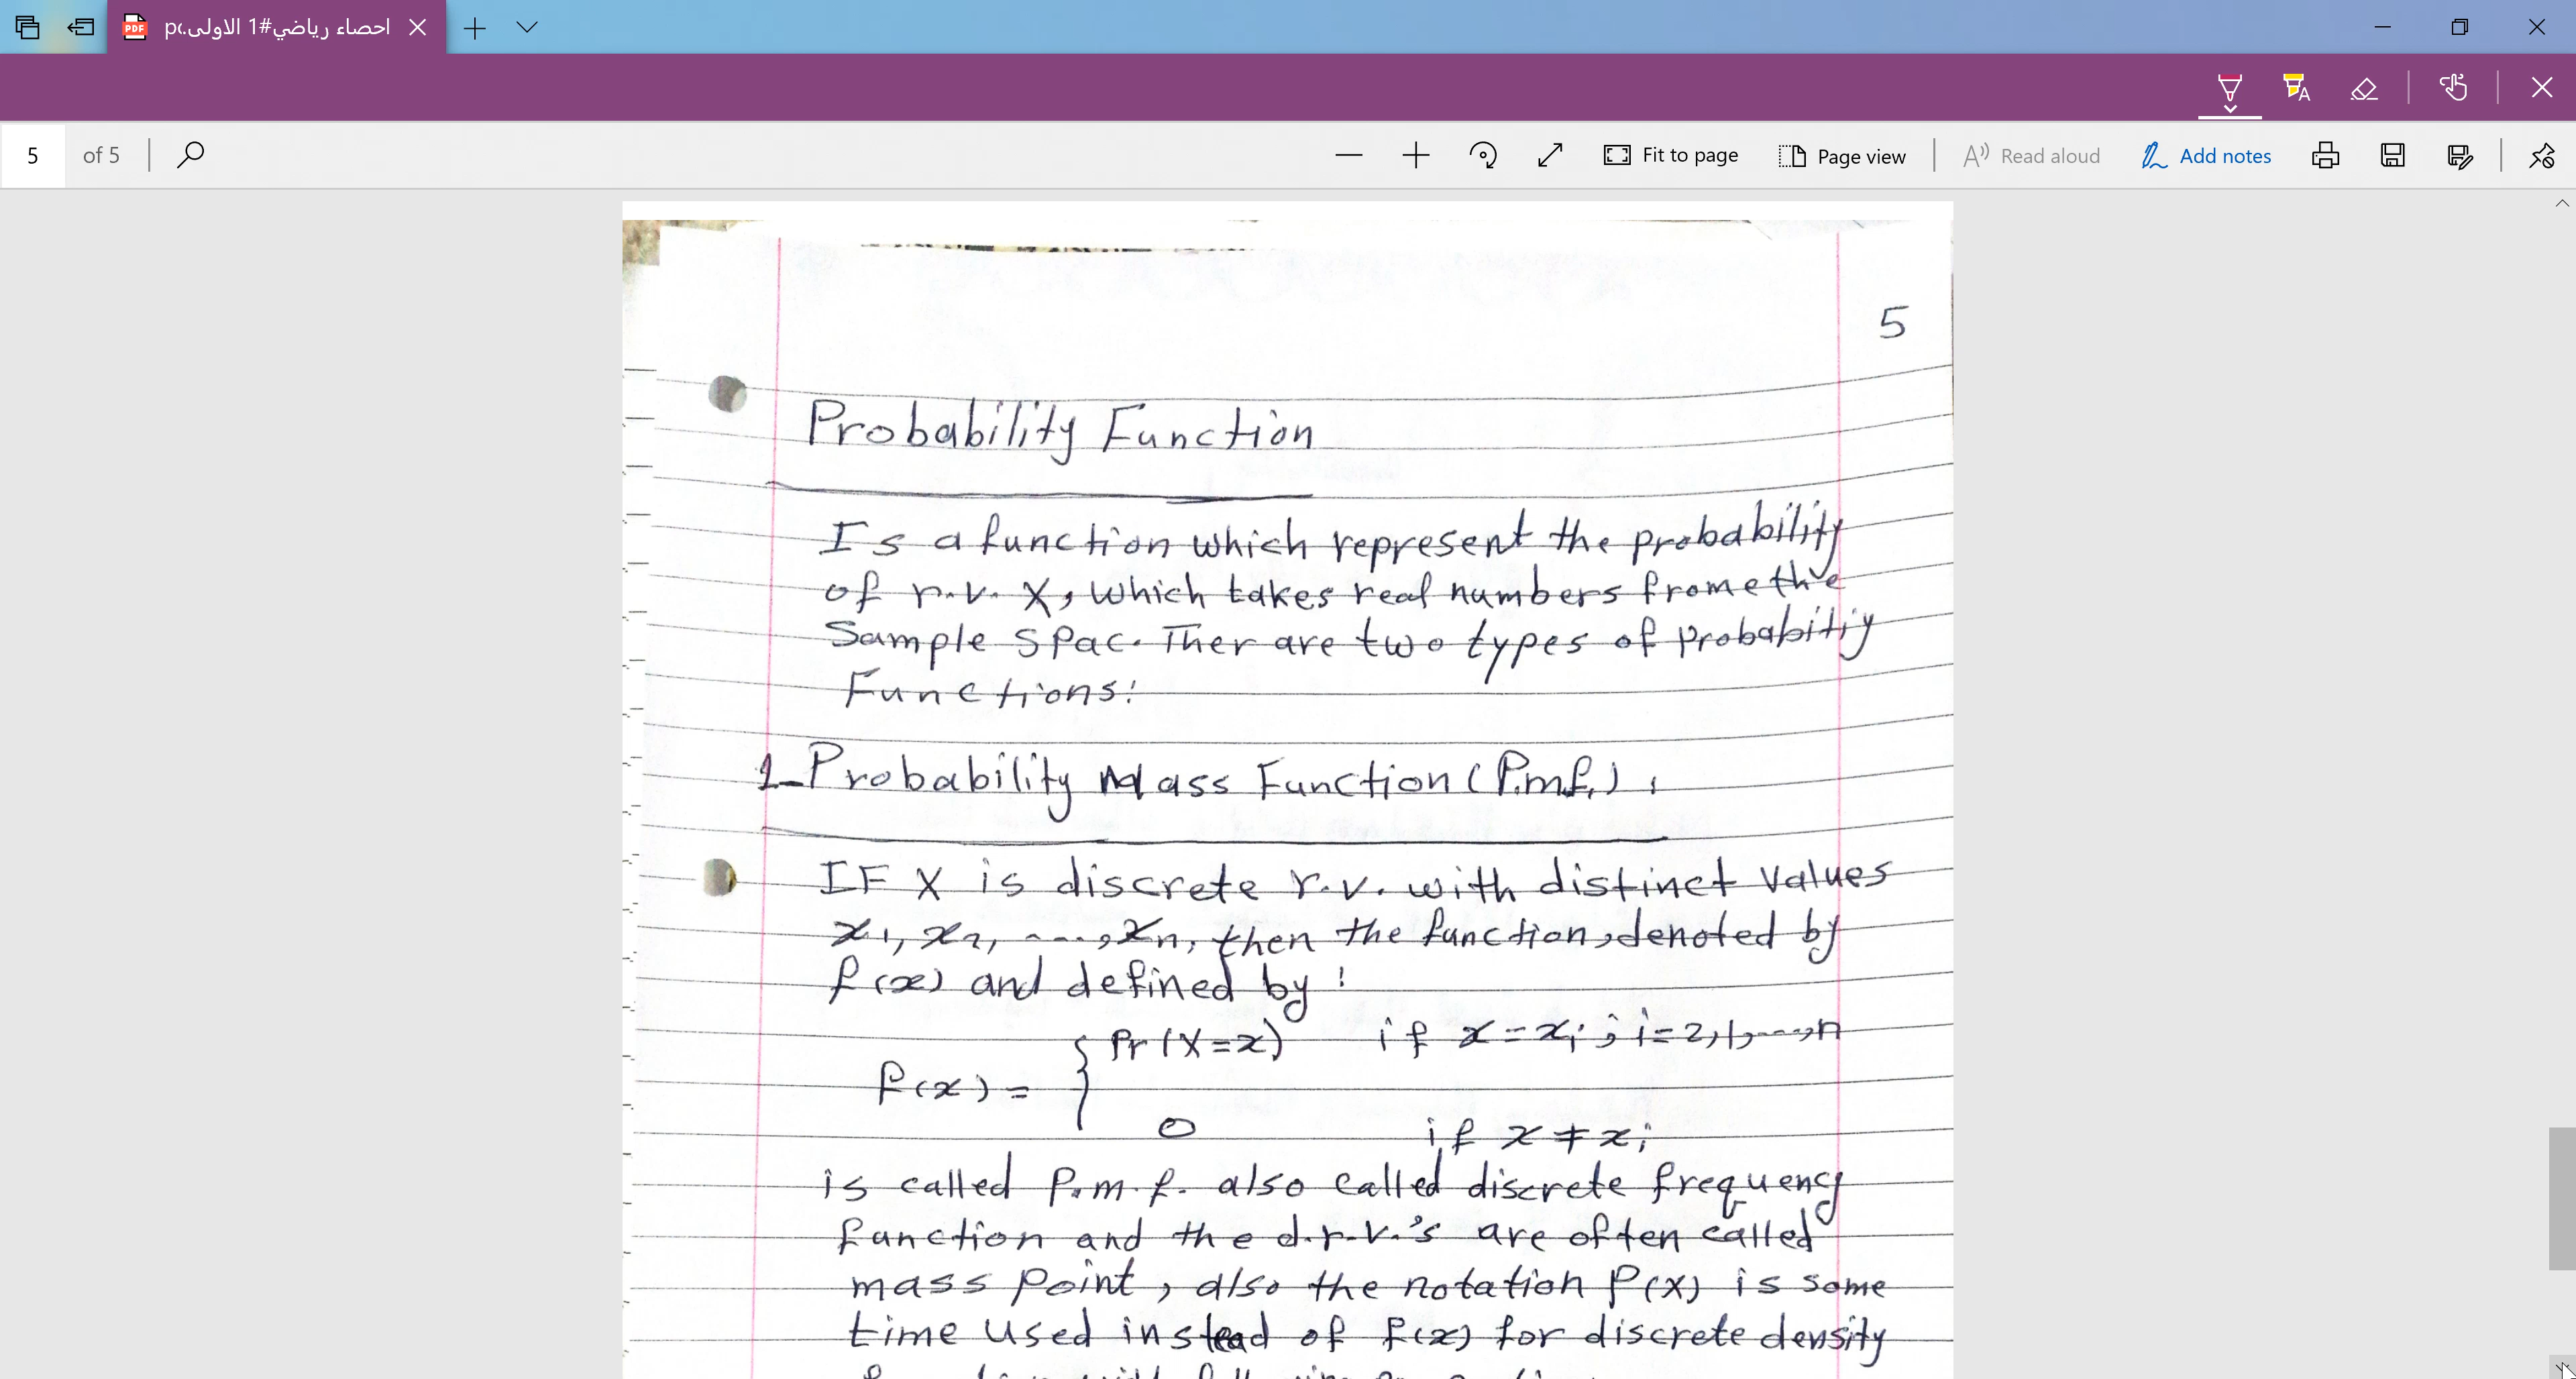 احصاء رياضي#1 الاولى.pc
5 of 5
Fit to page
Page view
Read aloud
Add notes
5
Probability Function
Is a function which represent the probability
of r.v. X, which takes real numbers frome the
Sample Spac. Ther are two types of probabitiy
Functions:
1-Probability Mass Function (P.m.f.):
IF X is discrete r.v. with distinct values
x1, x2, ---, xn, then the function, denoted by
f(x) and defined by:
Pr(X=x) if x = xi ; i=2,1,---,n
f(x) = {
0 if x ≠ xi
is called P.m.f. also called discrete frequency
function and the d.r.v.'s are often called
mass point, also the notation P(X) is some
time used instead of f(x) for discrete density